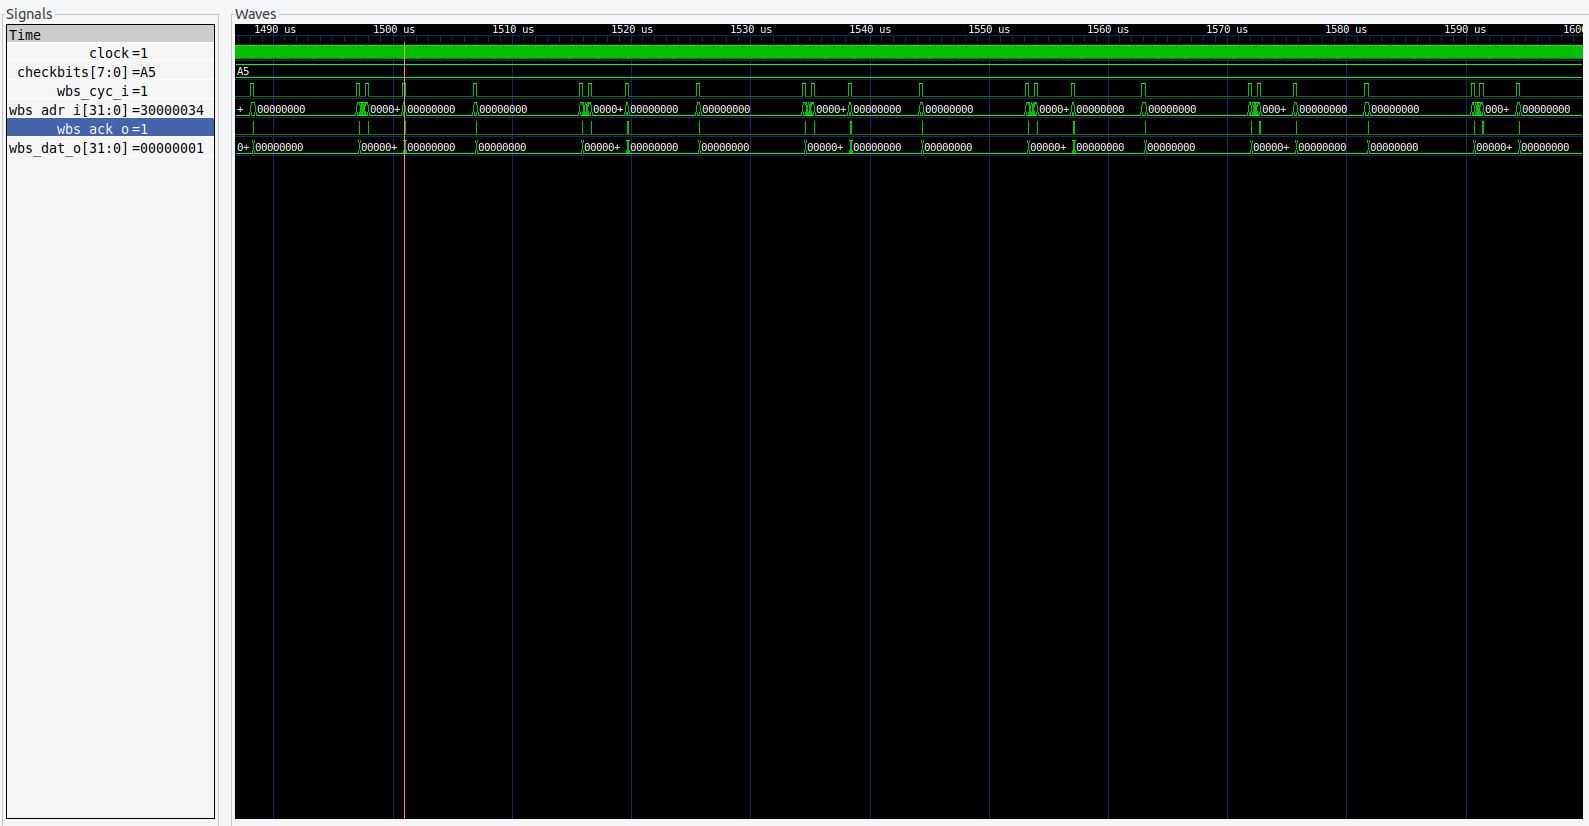 Signals
Waves
Time
clock=1
checkbits[7:0]=A5
wbs_cyc_i=1
wbs_adr_i[31:0]=30000034
wbs_ack_o=1
wbs_dat_o[31:0]=00000001
1490 us 1500 us 1510 us 1520 us 1530 us 1540 us 1550 us 1560 us 1570 us 1580 us 1590 us 1600
A5
+ 00000000 0000+ 00000000 00000000 0000+ 00000000 00000000 0000+ 00000000 00000000 0000+ 00000000 00000000 000+ 00000000 00000000 000+ 00000000
0+ 00000000 00000+ 00000000 00000000 00000+ 00000000 00000000 00000+ 00000000 00000000 00000+ 00000000 00000000 00000+ 00000000 00000000 00000+ 00000000